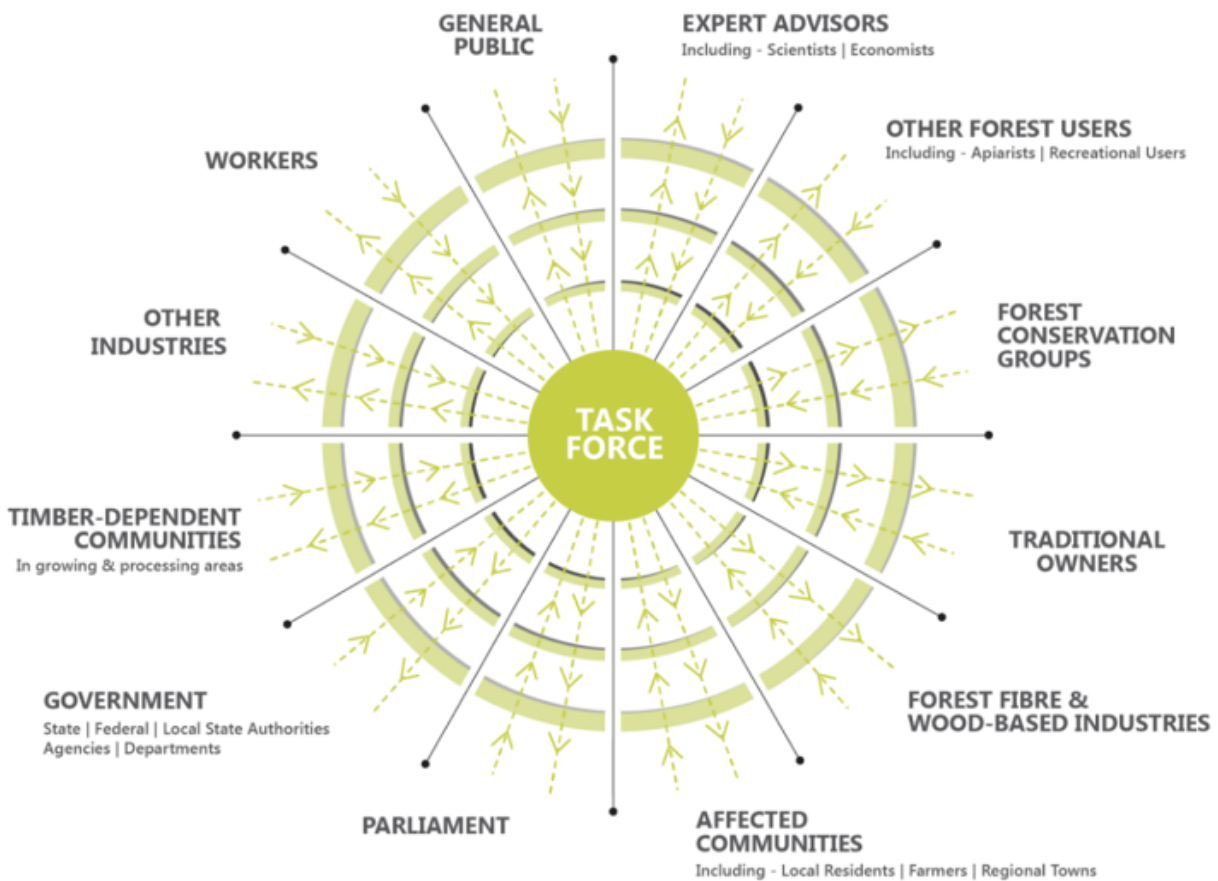 GENERAL
PUBLIC
EXPERT ADVISORS
Including - Scientists | Economists
OTHER FOREST USERS
Including - Apiarists | Recreational Users
WORKERS
OTHER
INDUSTRIES
FOREST
CONSERVATION
GROUPS
TASK
FORCE
TIMBER-DEPENDENT
COMMUNITIES
In growing & processing areas
TRADITIONAL
OWNERS
GOVERNMENT
State | Federal | Local State Authorities
Agencies | Departments
FOREST FIBRE &
WOOD-BASED INDUSTRIES
PARLIAMENT
AFFECTED
COMMUNITIES
Including - Local Residents | Farmers | Regional Towns